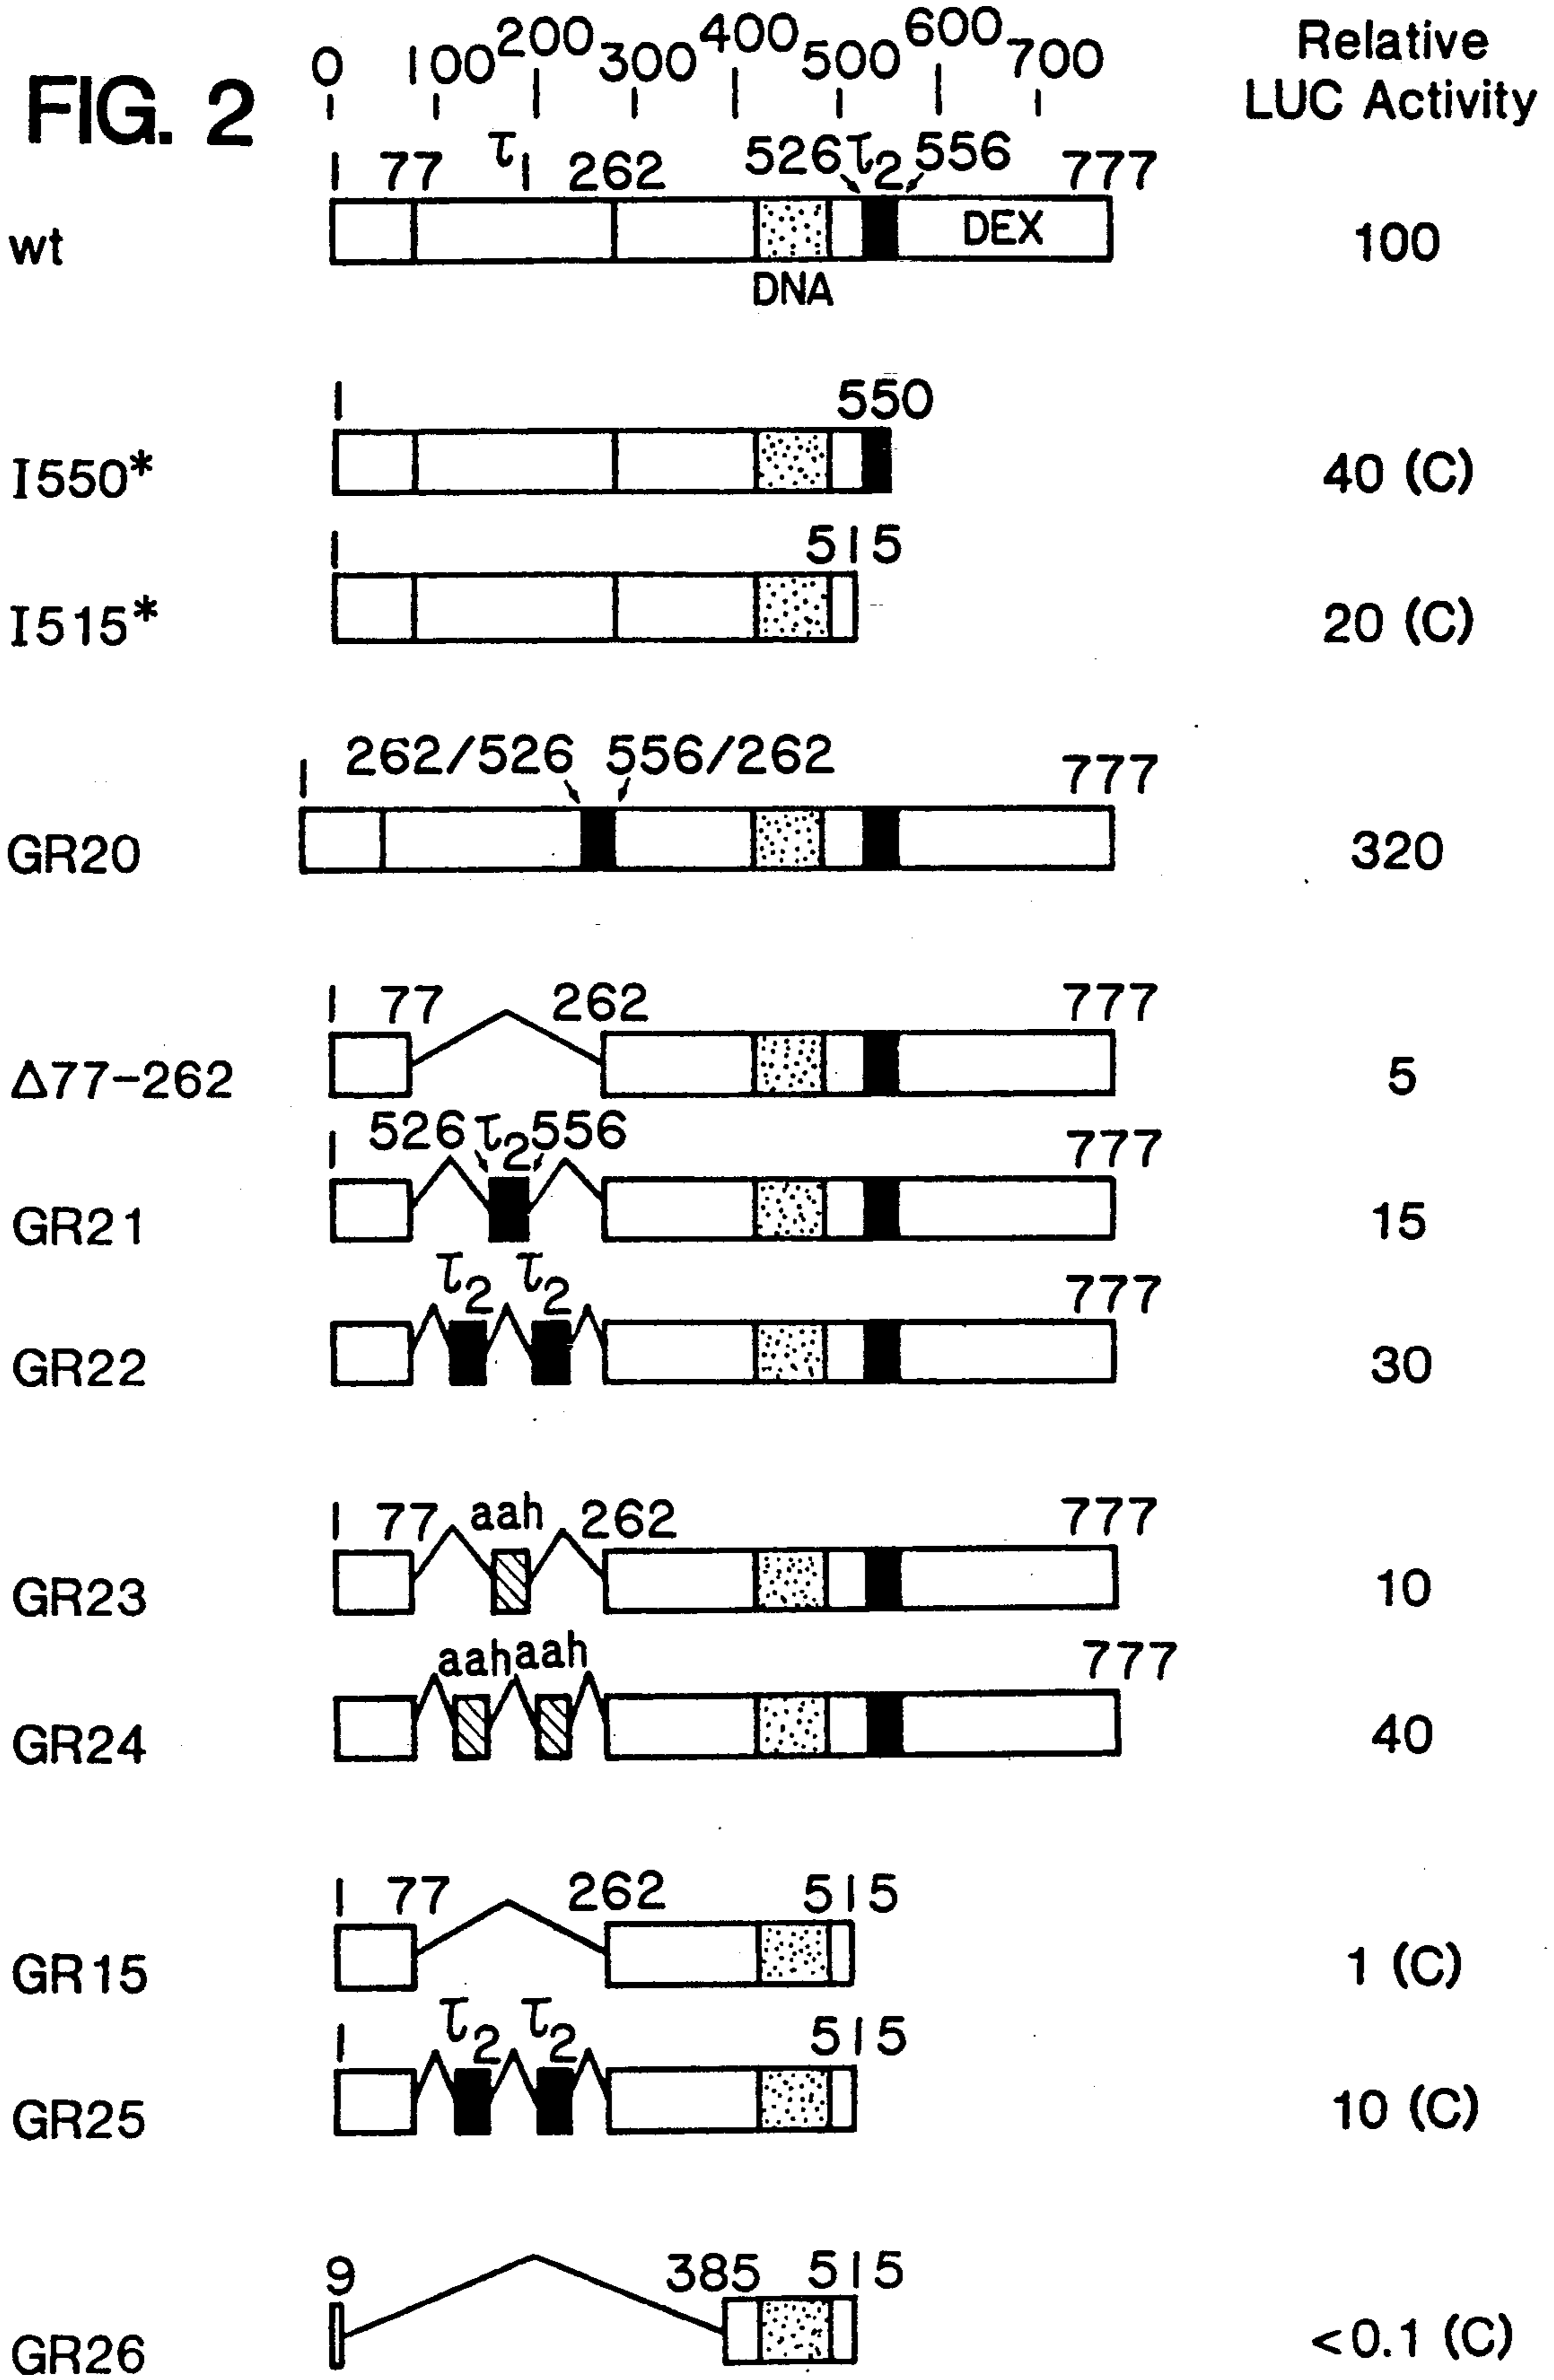 FIG. 2
0 100 200 300 400 500 600 700
Relative
LUC Activity
1 77 τ1 262 526 τ2 556 777
wt DEX 100
DNA
1 550
I550* 40 (C)
1 515
I515* 20 (C)
1 262/526 556/262 777
GR20 320
1 77 262 777
Δ77-262 5
1 526 τ2 556 777
GR21 15
τ2 τ2 777
GR22 30
1 77 aah 262 777
GR23 10
aah aah 777
GR24 40
1 77 262 515
GR15 1 (C)
1 τ2 τ2 515
GR25 10 (C)
9 385 515
GR26 <0.1 (C)